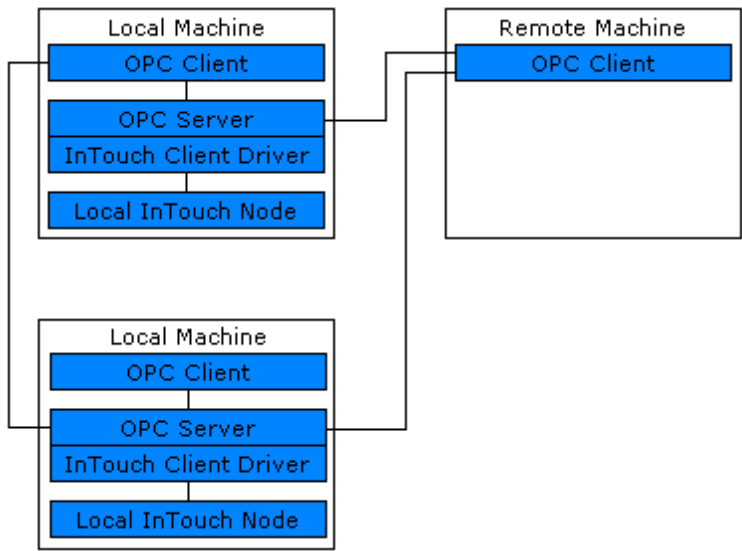 Local Machine
OPC Client
OPC Server
InTouch Client Driver
Local InTouch Node
Remote Machine
OPC Client
Local Machine
OPC Client
OPC Server
InTouch Client Driver
Local InTouch Node